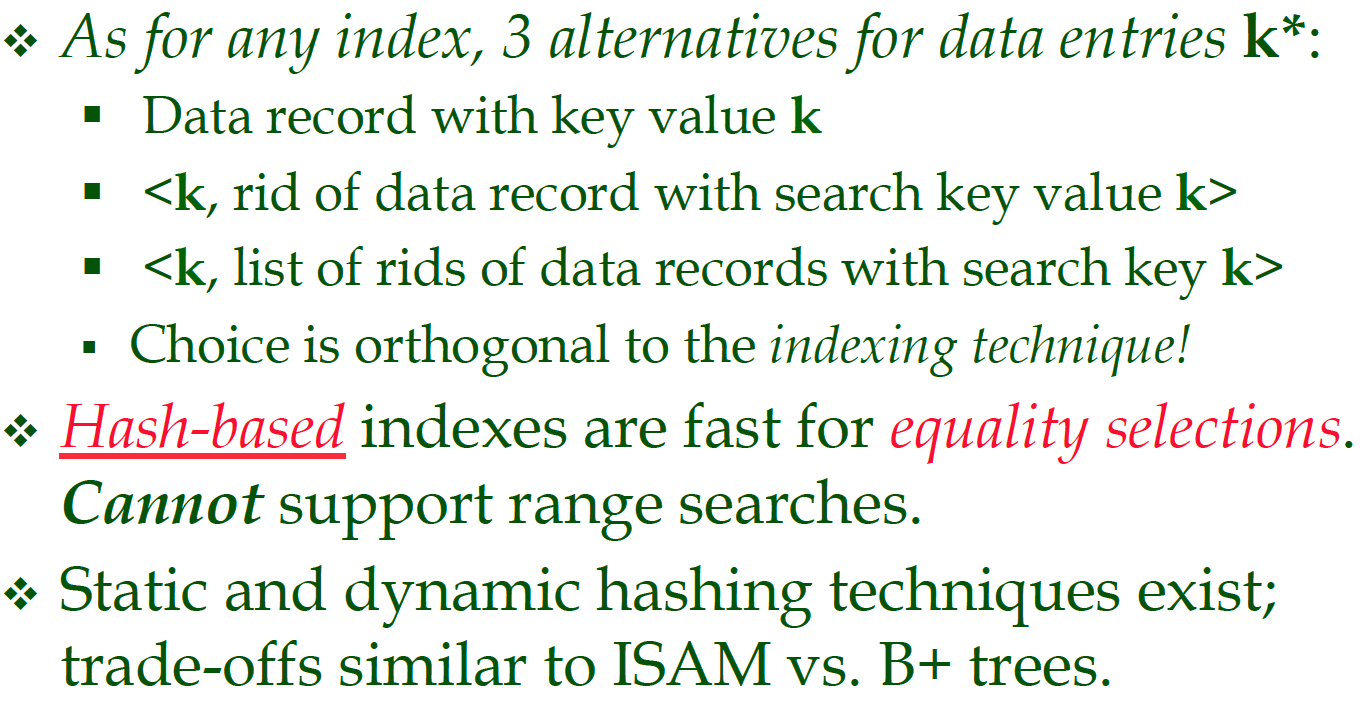 ❖ As for any index, 3 alternatives for data entries k*:
▪ Data record with key value k
▪ <k, rid of data record with search key value k>
▪ <k, list of rids of data records with search key k>
▪ Choice is orthogonal to the indexing technique!
❖ Hash-based indexes are fast for equality selections.
Cannot support range searches.
❖ Static and dynamic hashing techniques exist;
trade-offs similar to ISAM vs. B+ trees.